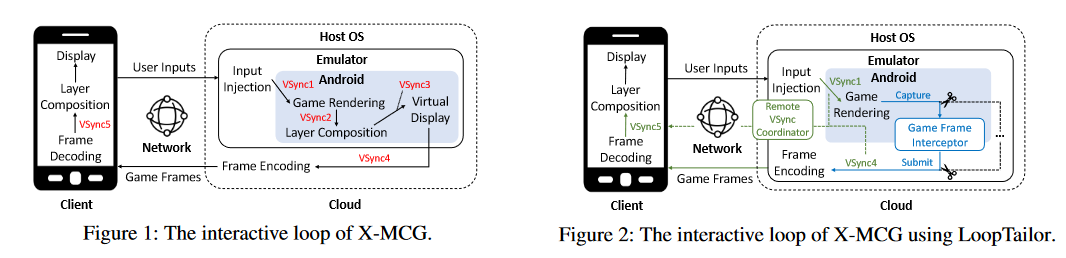 Host OS
Emulator
Android
Display
Layer
Composition
VSync5
Frame
Decoding
User Inputs
Network
Game Frames
Input
Injection
VSync1
Game Rendering
VSync2
Layer Composition
VSync3
Virtual
Display
VSync4
Frame Encoding
Client
Cloud
Figure 1: The interactive loop of X-MCG.
Host OS
Emulator
Android
Display
Layer
Composition
VSync5
Frame
Decoding
User Inputs
Network
Game Frames
Input
Injection
VSync1
Game
Rendering
Capture
Remote
VSync
Coordinator
Game Frame
Interceptor
...
Submit
VSync4
Frame
Encoding
Client
Cloud
Figure 2: The interactive loop of X-MCG using LoopTailor.